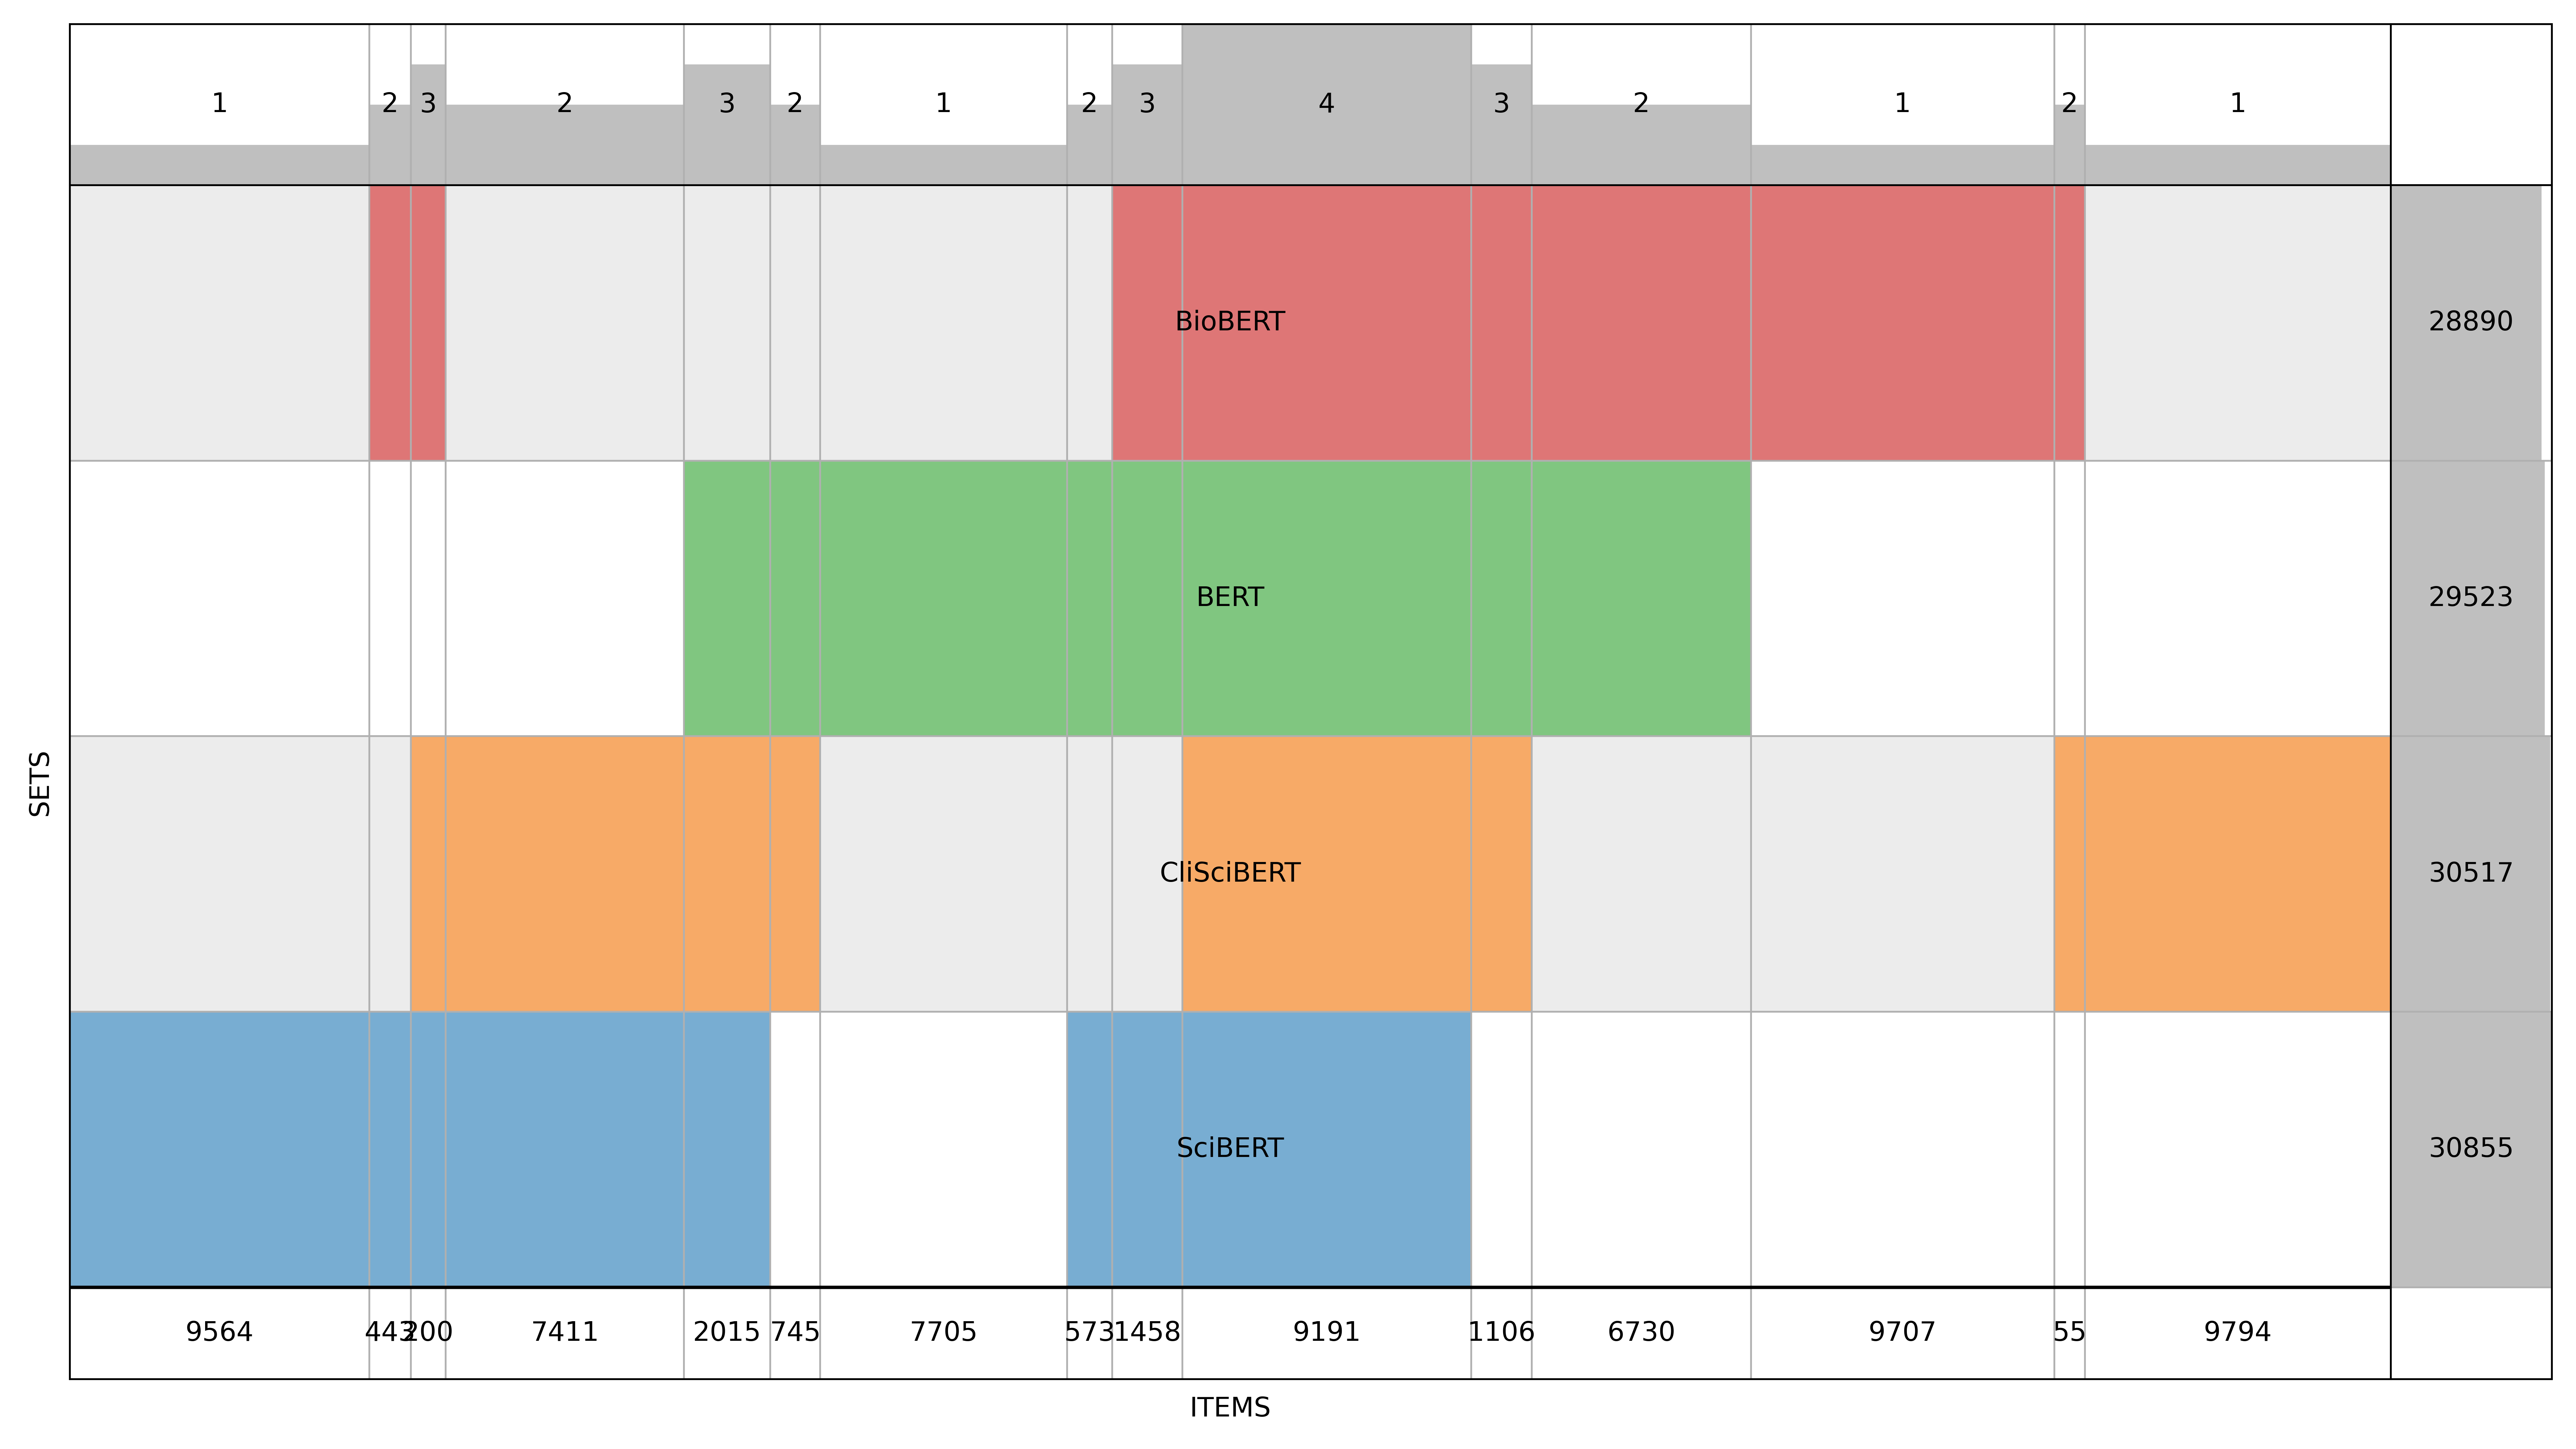 1 2 3 2 3 2 1 2 3 4 3 2 1 2 1
BioBERT 28890
BERT 29523
SETS
CliSciBERT 30517
SciBERT 30855
9564 443 200 7411 2015 745 7705 573 1458 9191 1106 6730 9707 55 9794
ITEMS